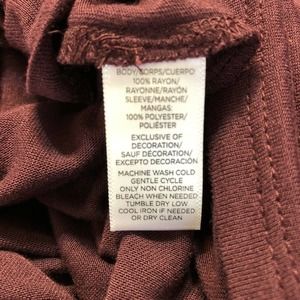 BODY/CORPS/CUERPO
100% RAYON/
RAYONNE/RAYÓN
SLEEVE/MANCHE/
MANGAS:
100% POLYESTER/
POLIÉSTER
EXCLUSIVE OF
DECORATION/
SAUF DÉCORATION/
EXCEPTO DECORACIÓN
MACHINE WASH COLD
GENTLE CYCLE
ONLY NON CHLORINE
BLEACH WHEN NEEDED
TUMBLE DRY LOW
COOL IRON IF NEEDED
OR DRY CLEAN